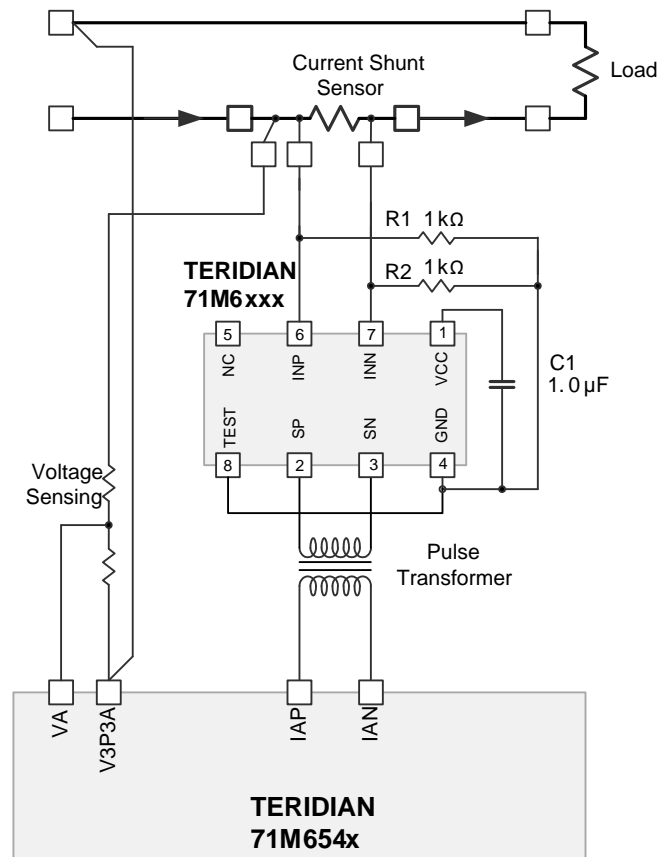 Current Shunt
Sensor
Load
R1 1kΩ
R2 1kΩ
TERIDIAN
71M6xxx
5 6 7 1
NC INP INN VCC
C1
1.0µF
TEST SP SN GND
8 2 3 4
Voltage
Sensing
Pulse
Transformer
VA V3P3A IAP IAN
TERIDIAN
71M654x